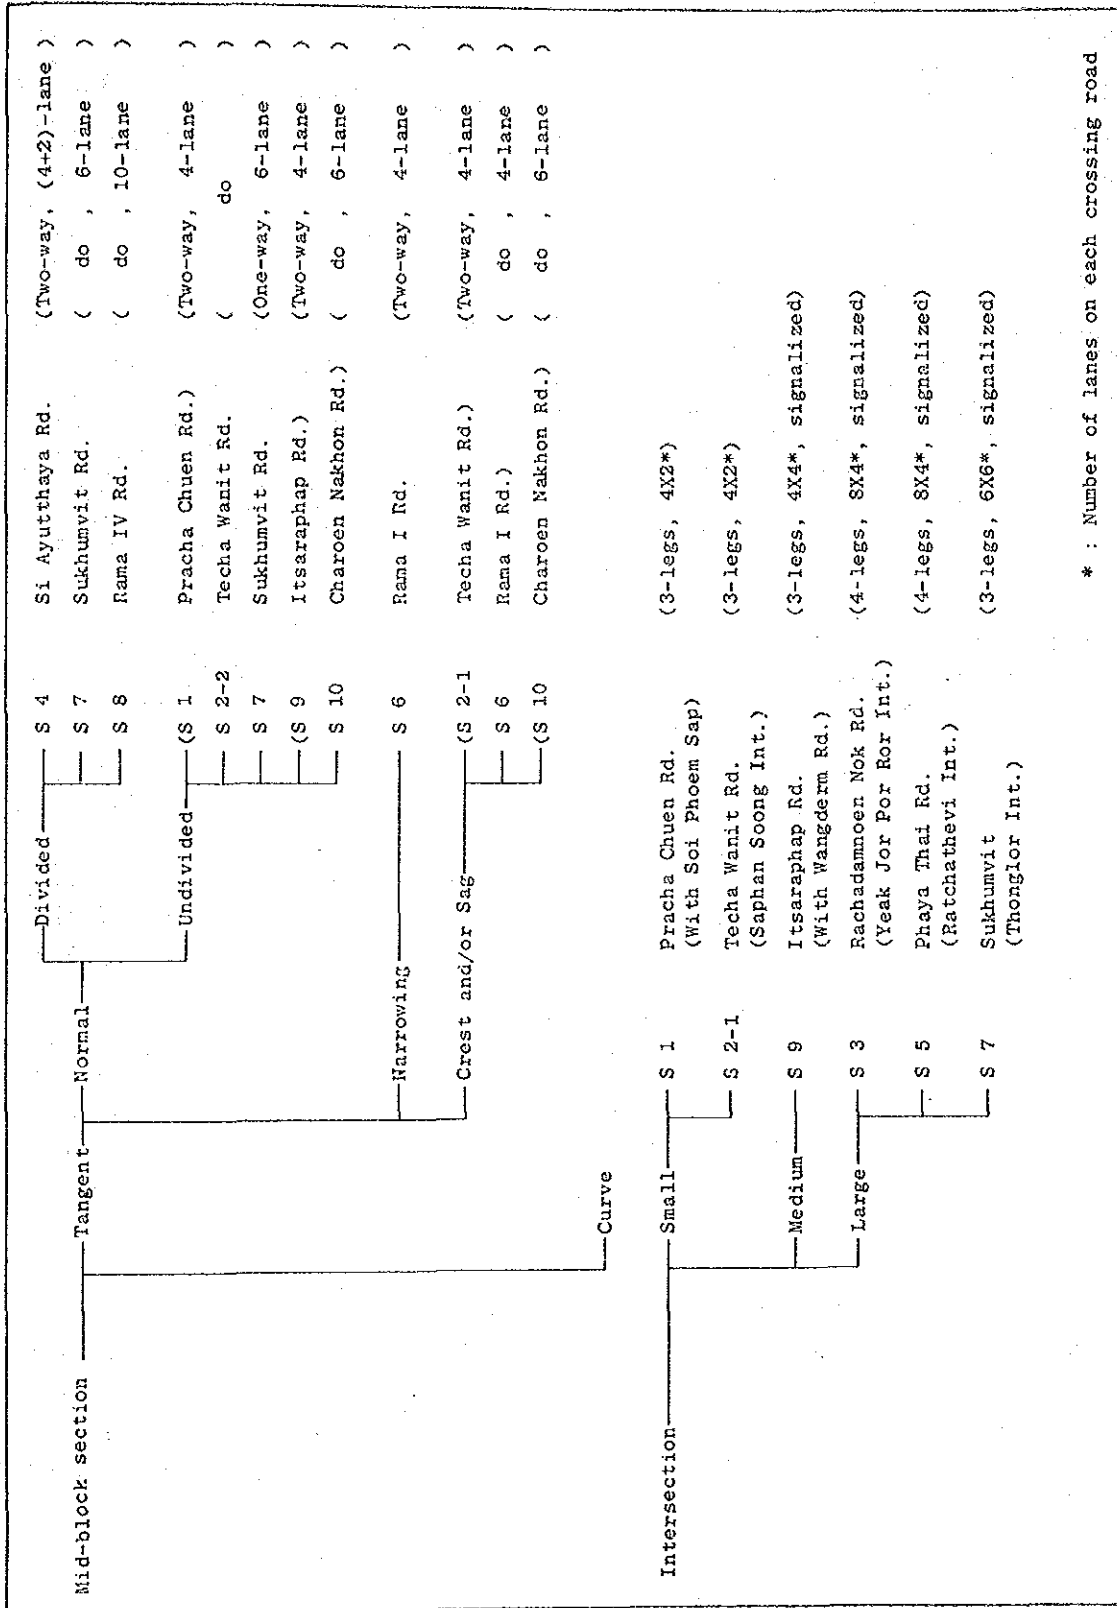 Mid-block section Tangent Normal Divided S 4 Si Ayutthaya Rd. (Two-way, (4+2)-lane )
S 7 Sukhumvit Rd. ( do , 6-lane )
S 8 Rama IV Rd. ( do , 10-lane )
Undivided (S 1 Pracha Chuen Rd.) (Two-way, 4-lane )
S 2-2 Techa Wanit Rd. ( do )
S 7 Sukhumvit Rd. (One-way, 6-lane )
(S 9 Itsaraphap Rd.) (Two-way, 4-lane )
S 10 Charoen Nakhon Rd.) ( do , 6-lane )
Narrowing S 6 Rama I Rd. (Two-way, 4-lane )
Crest and/or Sag (S 2-1 Techa Wanit Rd.) (Two-way, 4-lane )
S 6 Rama I Rd.) ( do , 4-lane )
(S 10 Charoen Nakhon Rd.) ( do , 6-lane )
Curve
Intersection Small S 1 Pracha Chuen Rd. (3-legs, 4X2*)
(With Soi Phoem Sap)
S 2-1 Techa Wanit Rd. (3-legs, 4X2*)
(Saphan Soong Int.)
Medium S 9 Itsaraphap Rd. (3-legs, 4X4*, signalized)
(With Wangderm Rd.)
Large S 3 Rachadamnoen Nok Rd. (4-legs, 8X4*, signalized)
(Yeak Jor Por Ror Int.)
S 5 Phaya Thai Rd. (4-legs, 8X4*, signalized)
(Ratchathevi Int.)
S 7 Sukhumvit (3-legs, 6X6*, signalized)
(Thonglor Int.)
* : Number of lanes on each crossing road